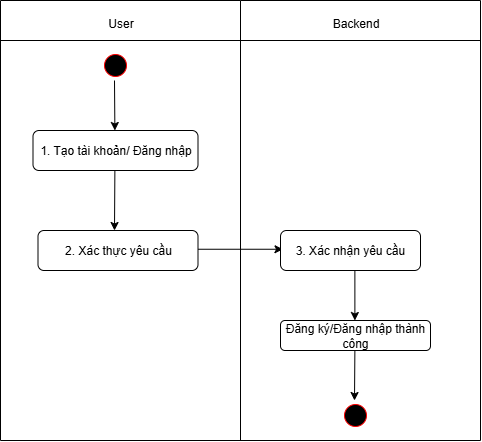 User
Backend
1. Tạo tài khoản/ Đăng nhập
2. Xác thực yêu cầu
3. Xác nhận yêu cầu
Đăng ký/Đăng nhập thành
công